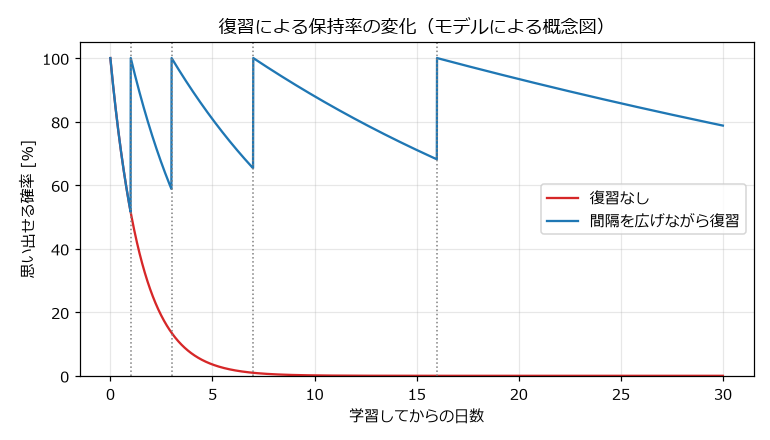 復習による保持率の変化（モデルによる概念図）
思い出せる確率 [%]
100
80
60
40
20
0
復習なし
間隔を広げながら復習
0 5 10 15 20 25 30
学習してからの日数